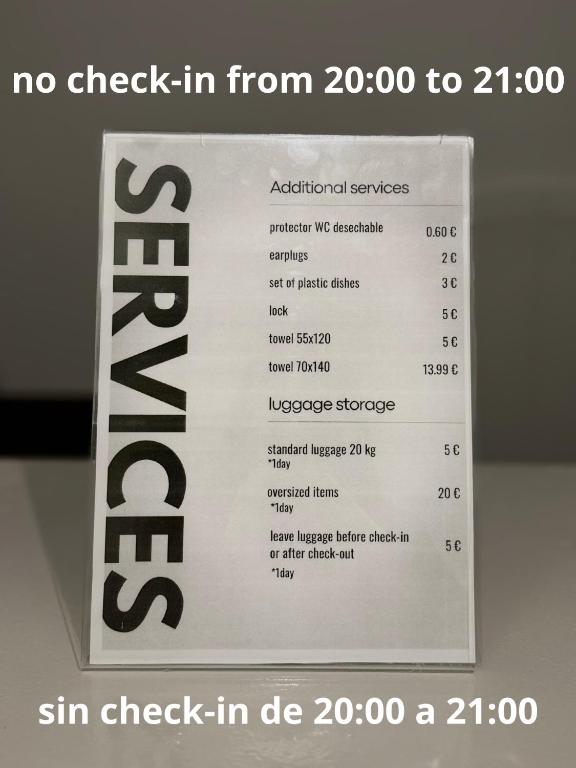 no check-in from 20:00 to 21:00
SERVICES
Additional services
protector WC desechable 0.60 €
earplugs 2 €
set of plastic dishes 3 €
lock 5 €
towel 55x120 5 €
towel 70x140 13.99 €
luggage storage
standard luggage 20 kg 5 €
*1day
oversized items 20 €
*1day
leave luggage before check-in
or after check-out 5 €
*1day
sin check-in de 20:00 a 21:00